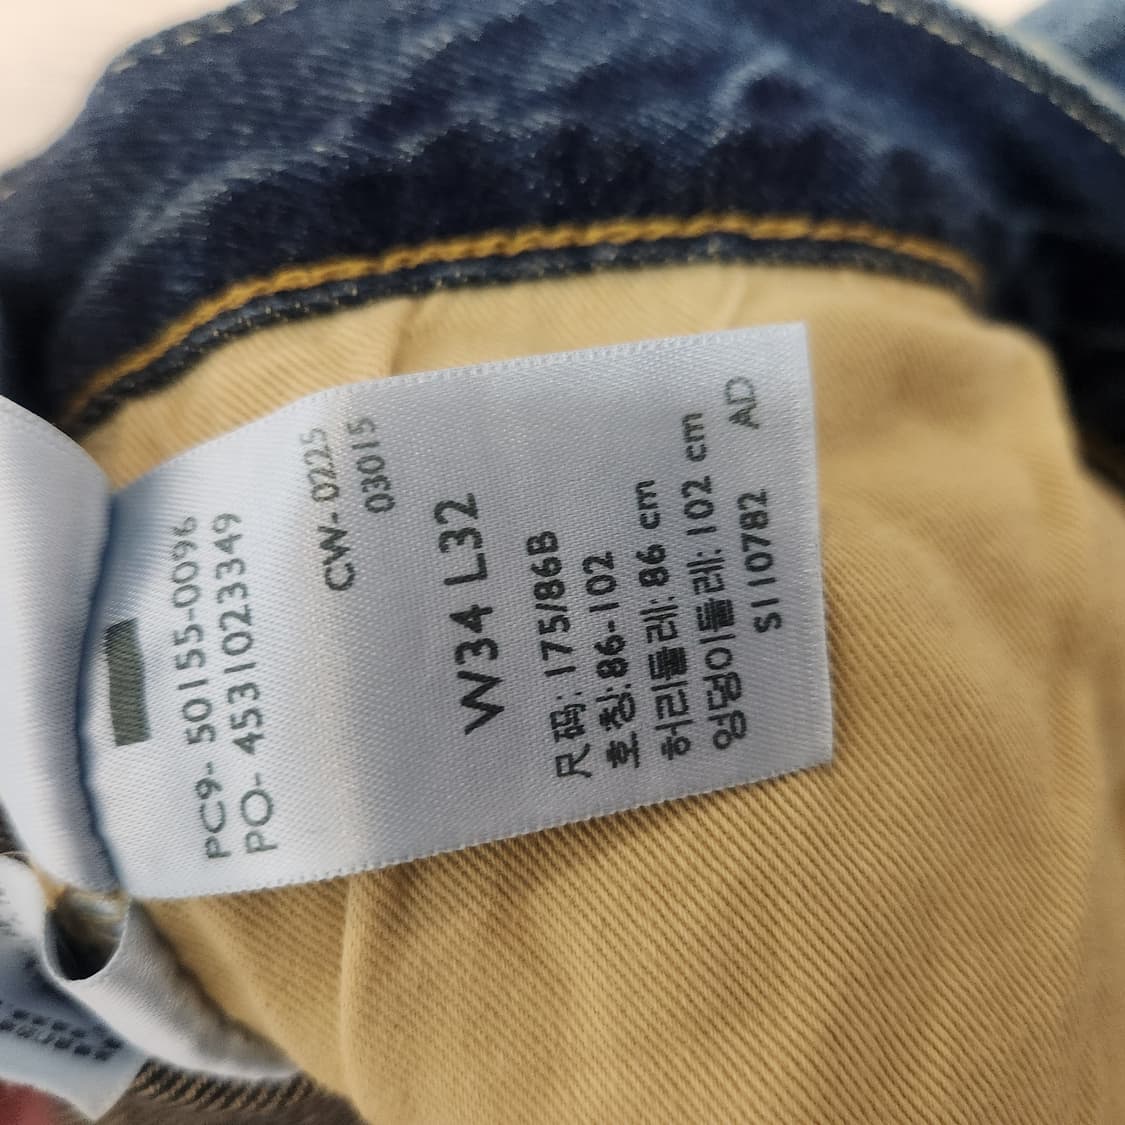 PC9- 50155-0096
PO- 4531023349
CW- 0225
03015
W34 L32
尺码: 175/86B
호칭: 86-102
허리둘레: 86 cm
엉덩이둘레: 102 cm
S110782 AD